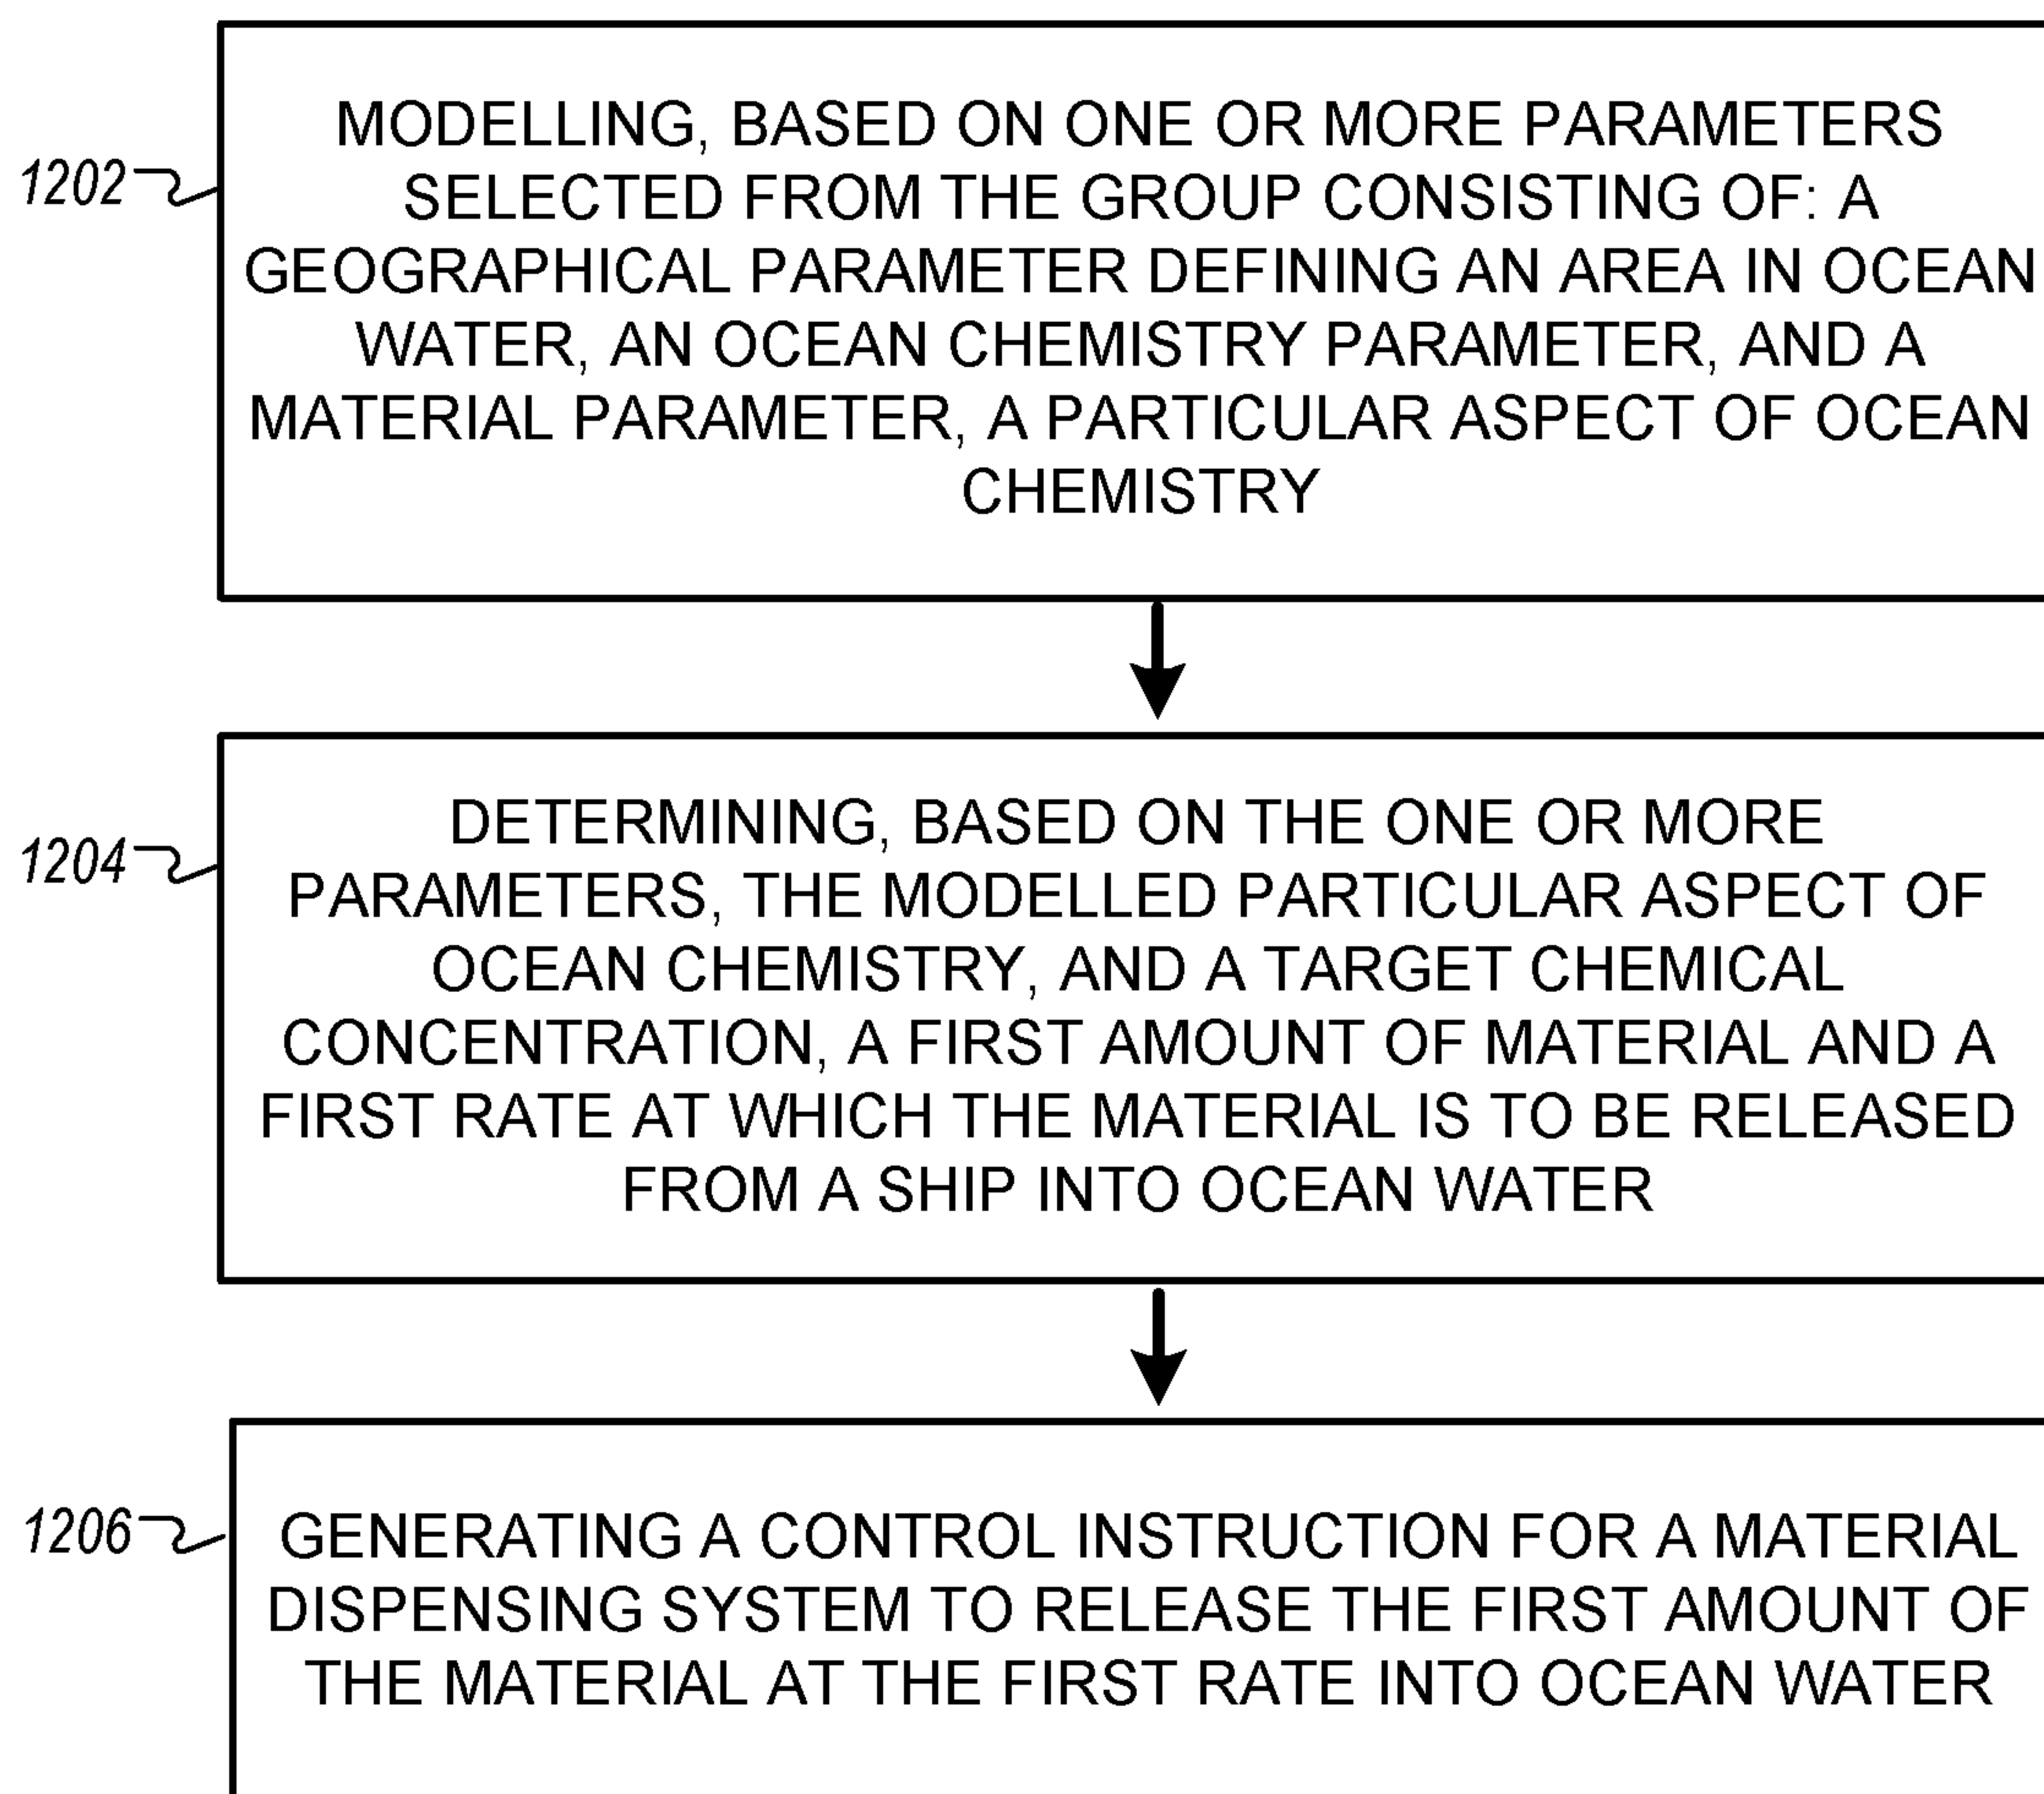 1202
MODELLING, BASED ON ONE OR MORE PARAMETERS
SELECTED FROM THE GROUP CONSISTING OF: A
GEOGRAPHICAL PARAMETER DEFINING AN AREA IN OCEAN
WATER, AN OCEAN CHEMISTRY PARAMETER, AND A
MATERIAL PARAMETER, A PARTICULAR ASPECT OF OCEAN
CHEMISTRY
1204
DETERMINING, BASED ON THE ONE OR MORE
PARAMETERS, THE MODELLED PARTICULAR ASPECT OF
OCEAN CHEMISTRY, AND A TARGET CHEMICAL
CONCENTRATION, A FIRST AMOUNT OF MATERIAL AND A
FIRST RATE AT WHICH THE MATERIAL IS TO BE RELEASED
FROM A SHIP INTO OCEAN WATER
1206
GENERATING A CONTROL INSTRUCTION FOR A MATERIAL
DISPENSING SYSTEM TO RELEASE THE FIRST AMOUNT OF
THE MATERIAL AT THE FIRST RATE INTO OCEAN WATER